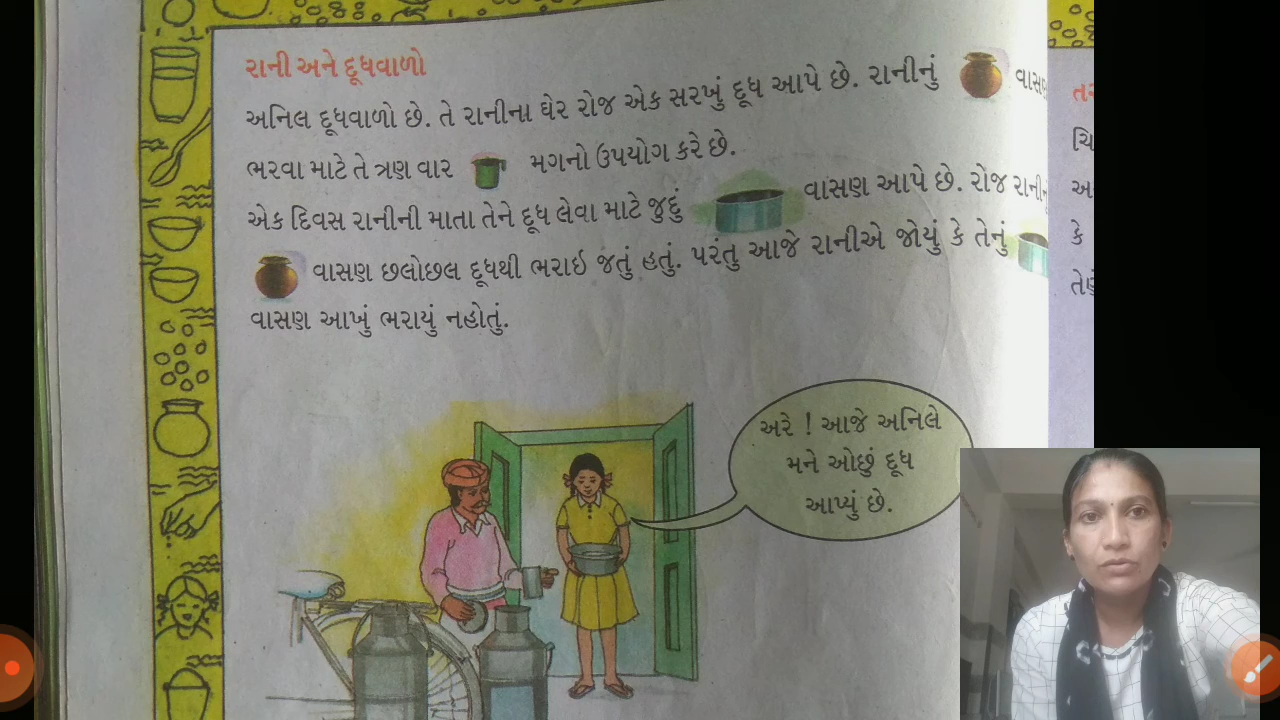 રાની અને દૂધવાળો
અનિલ દૂધવાળો છે. તે રાનીના ઘેર રોજ એક સરખું દૂધ આપે છે. રાનીનું
ભરવા માટે તે ત્રણ વાર મગનો ઉપયોગ કરે છે.
એક દિવસ રાનીની માતા તેને દૂધ લેવા માટે જુદું વાસણ આપે છે. રોજ
વાસણ છલોછલ દૂધથી ભરાઇ જતું હતું. પરંતુ આજે રાનીએ જોયું કે તેનું
વાસણ આખું ભરાયું નહોતું.
અરે ! આજે અનિલે
મને ઓછું દૂધ
આપ્યું છે.
ચિ
કે